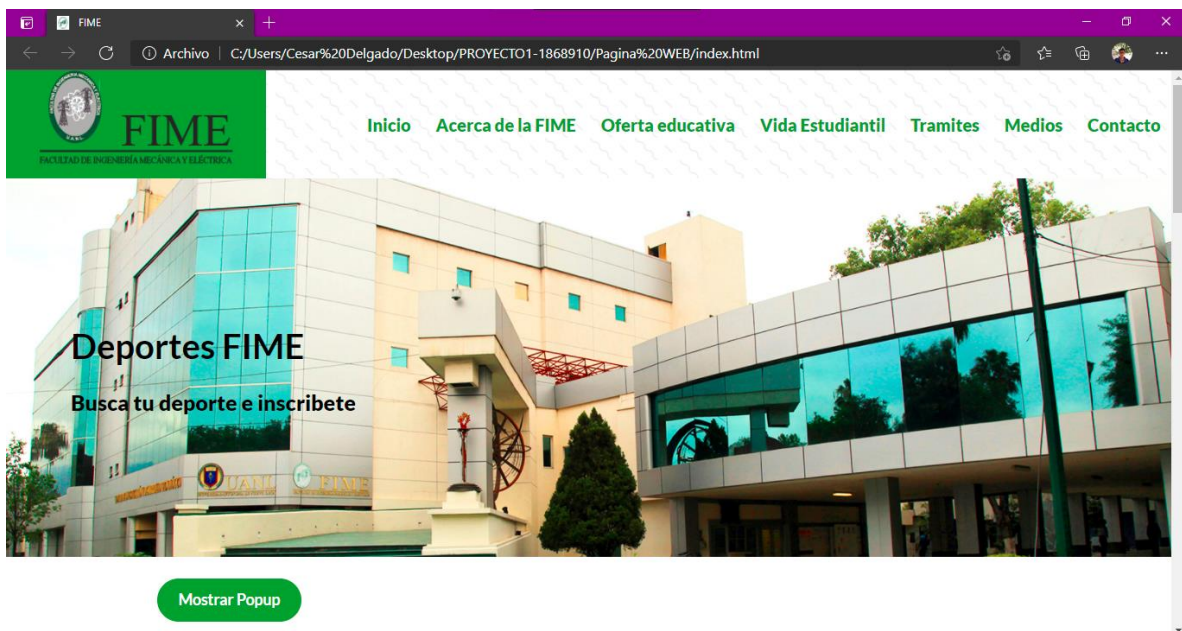 FIME
Archivo
C:/Users/Cesar%20Delgado/Desktop/PROYECTO1-1868910/Pagina%20WEB/index.html
FIME
FACULTAD DE INGENIERÍA MECÁNICA Y ELÉCTRICA
Inicio Acerca de la FIME Oferta educativa Vida Estudiantil Tramites Medios Contacto
Deportes FIME
Busca tu deporte e inscribete
UANL FIME
Mostrar Popup